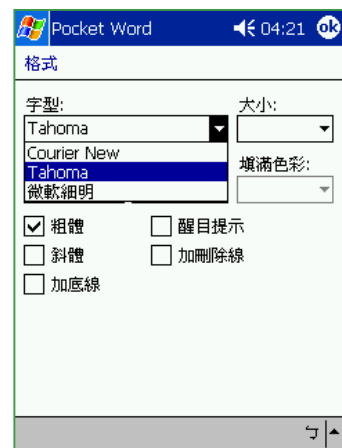 Pocket Word 04:21 ok
格式
字型: 大小:
Tahoma
Courier New
Tahoma 填滿色彩:
微軟細明
粗體 醒目提示
斜體 加刪除線
加底線
ㄅ